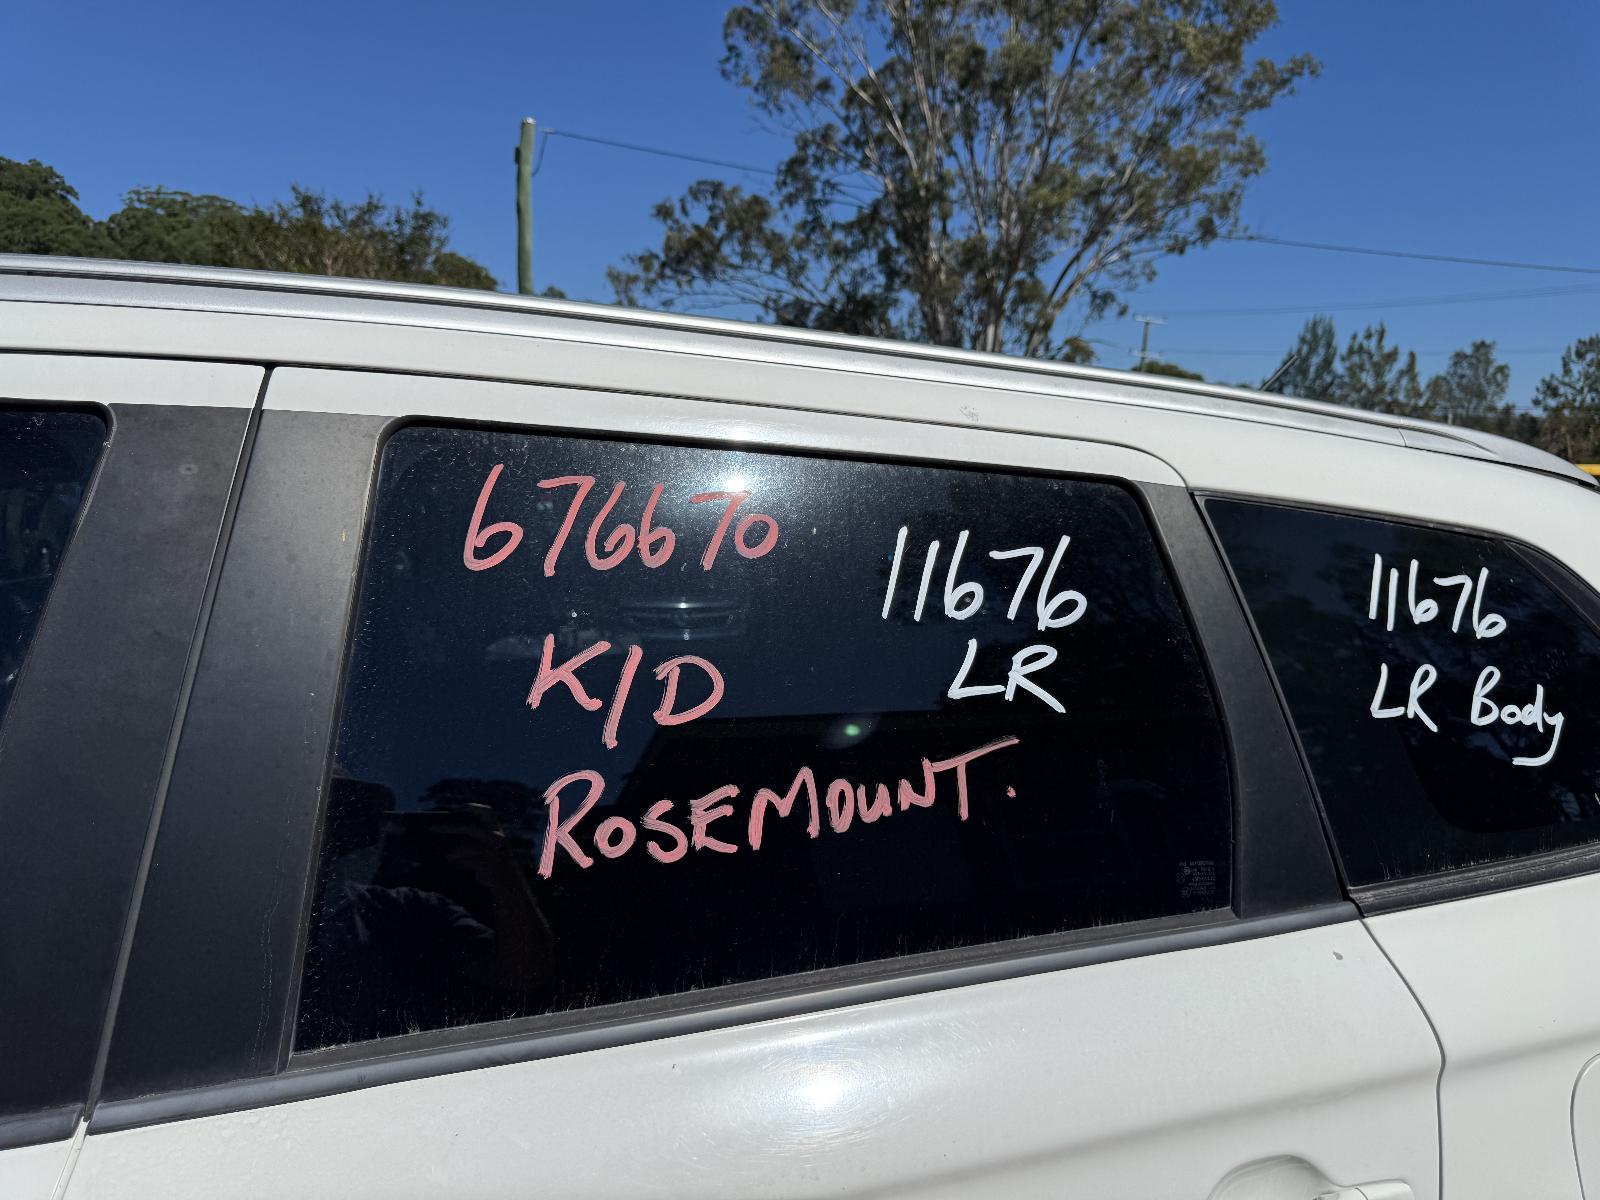 676670
K/D
ROSEMOUNT.
11676
LR
11676
LR Body